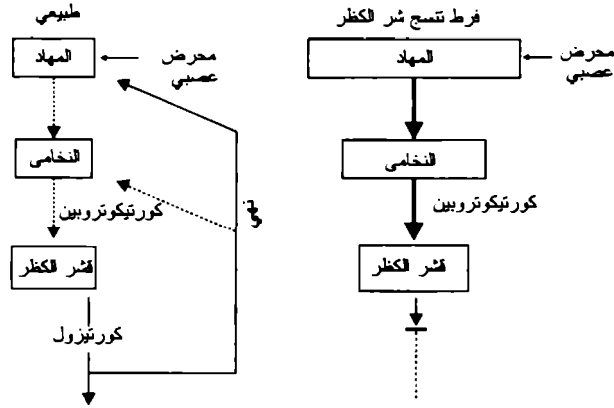 طبيعي
المهاد
محرض
عصبي
النخامى
كورتيكوتروبين
نهي
قشر الكظر
كورتيزول
فرط تنسج شر الكظر
المهاد
محرض
عصبي
النخامى
كورتيكوتروبين
قشر الكظر